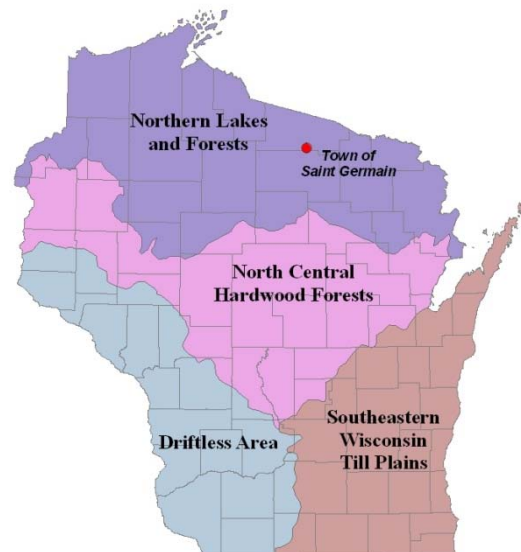 Northern Lakes
and Forests
Town of
Saint Germain
North Central
Hardwood Forests
Southeastern
Wisconsin
Till Plains
Driftless Area